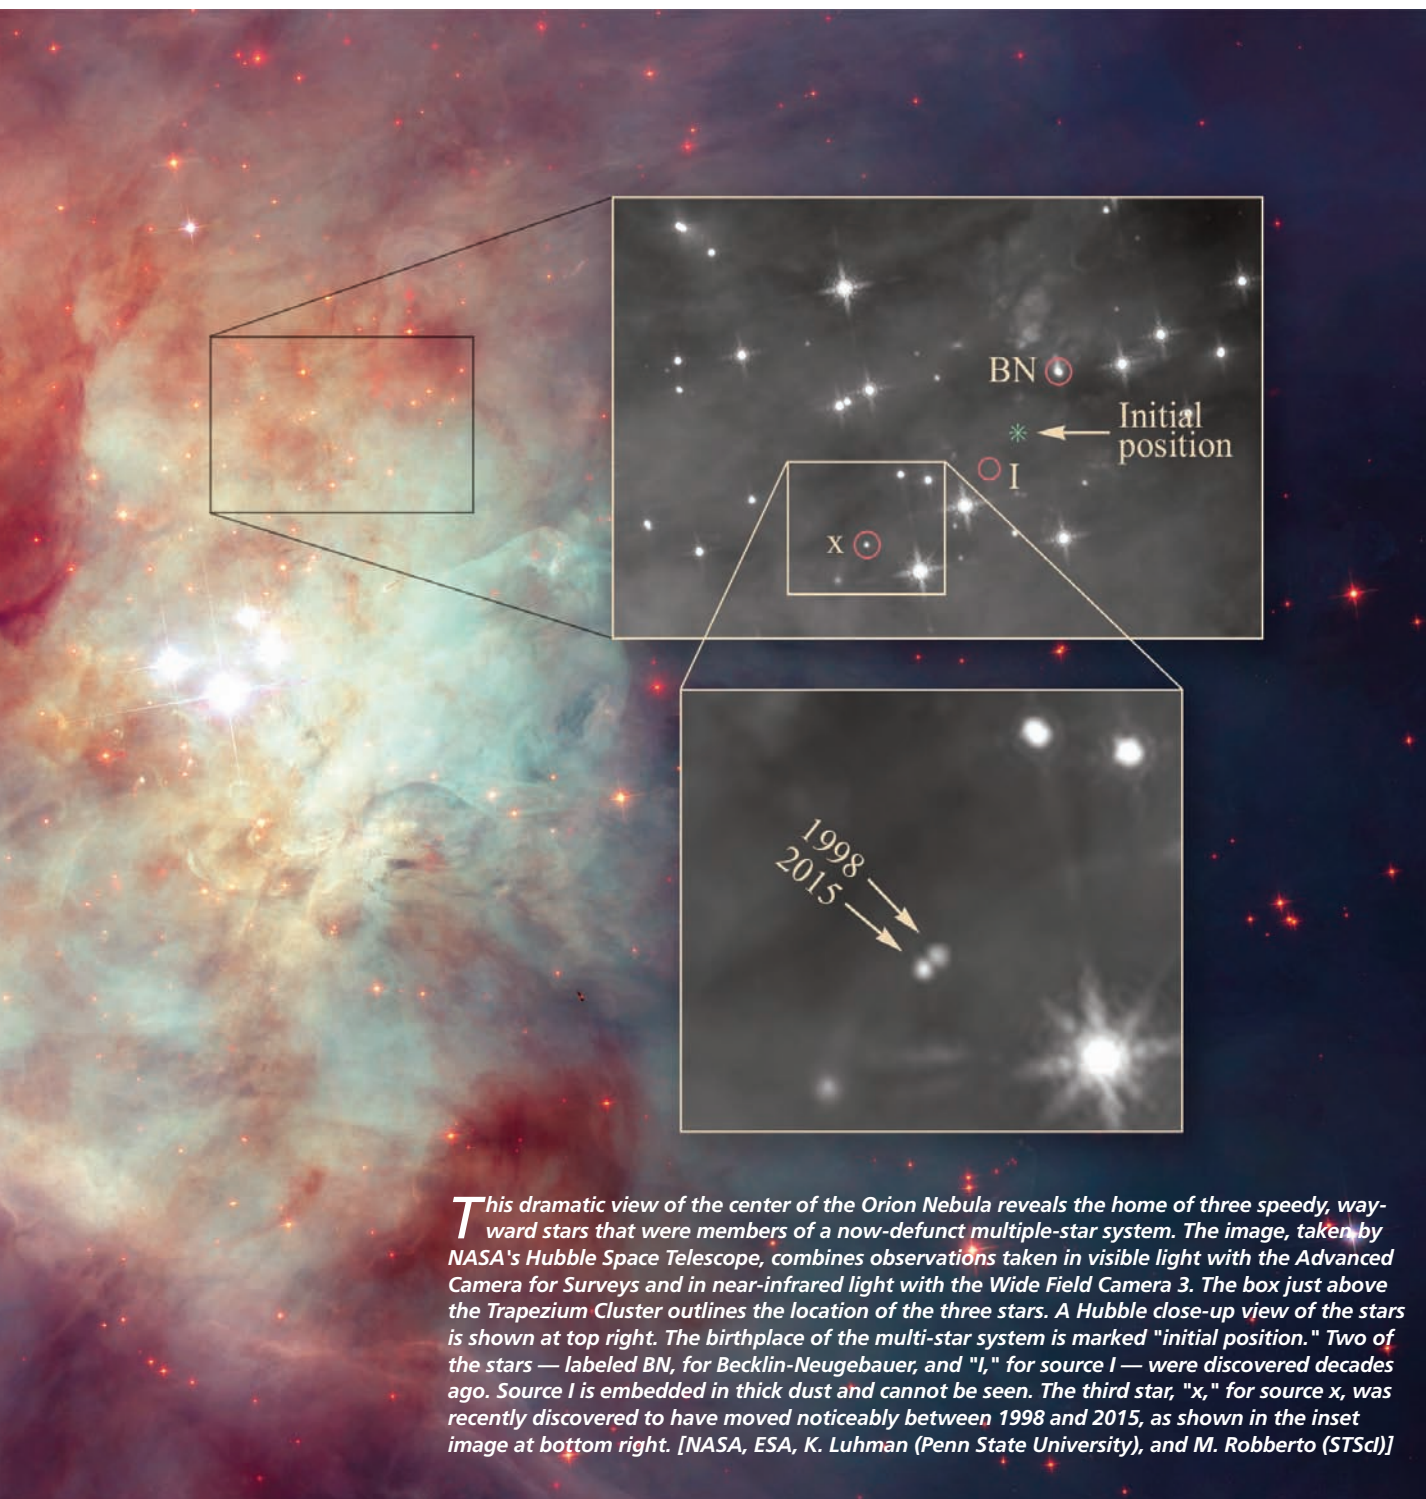 BN
Initial
position
I
x
1998
2015
This dramatic view of the center of the Orion Nebula reveals the home of three speedy, way-
ward stars that were members of a now-defunct multiple-star system. The image, taken by
NASA's Hubble Space Telescope, combines observations taken in visible light with the Advanced
Camera for Surveys and in near-infrared light with the Wide Field Camera 3. The box just above
the Trapezium Cluster outlines the location of the three stars. A Hubble close-up view of the stars
is shown at top right. The birthplace of the multi-star system is marked "initial position." Two of
the stars — labeled BN, for Becklin-Neugebauer, and "I," for source I — were discovered decades
ago. Source I is embedded in thick dust and cannot be seen. The third star, "x," for source x, was
recently discovered to have moved noticeably between 1998 and 2015, as shown in the inset
image at bottom right. [NASA, ESA, K. Luhman (Penn State University), and M. Robberto (STScI)]